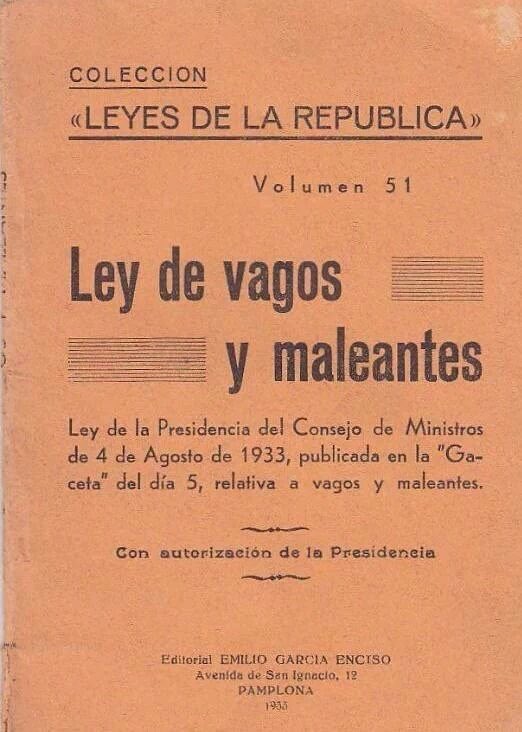 COLECCION
«LEYES DE LA REPUBLICA»
Volumen 51
Ley de vagos
y maleantes
Ley de la Presidencia del Consejo de Ministros
de 4 de Agosto de 1933, publicada en la "Ga-
ceta" del día 5, relativa a vagos y maleantes.
Con autorización de la Presidencia
Editorial EMILIO GARCIA ENCISO
Avenida de San Ignacio, 12
PAMPLONA
1933